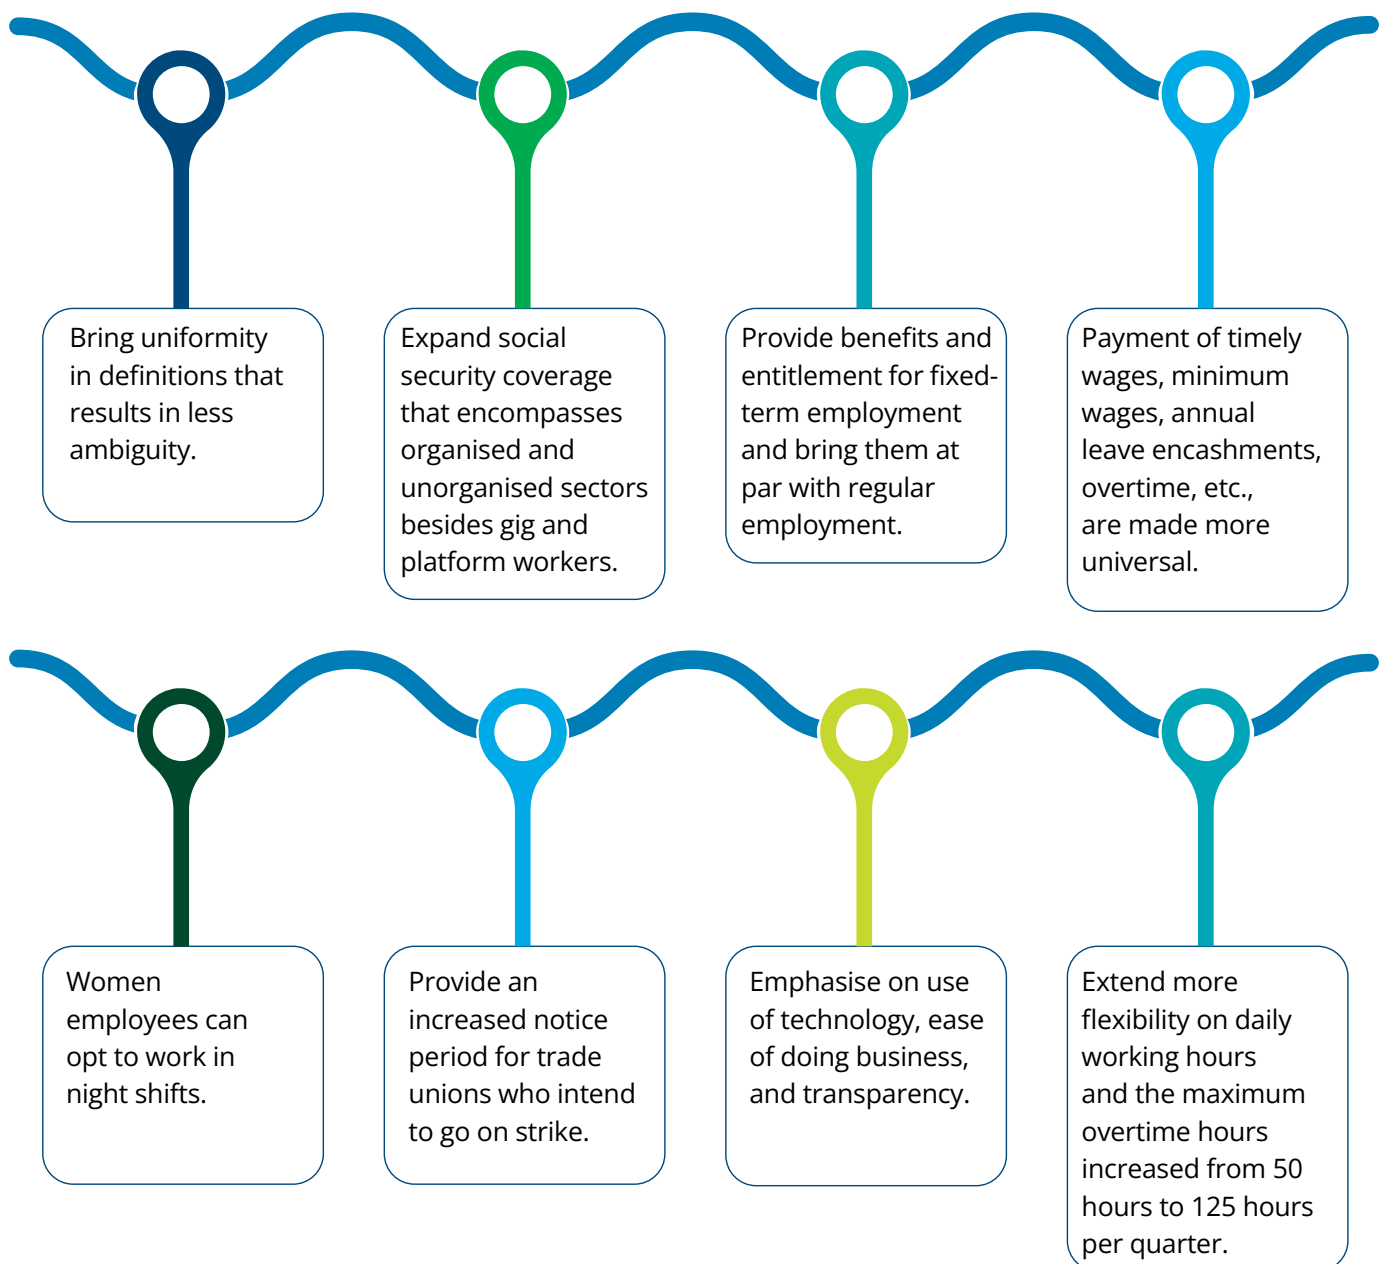 Bring uniformity
in definitions that
results in less
ambiguity.
Expand social
security coverage
that encompasses
organised and
unorganised sectors
besides gig and
platform workers.
Provide benefits and
entitlement for fixed-
term employment
and bring them at
par with regular
employment.
Payment of timely
wages, minimum
wages, annual
leave encashments,
overtime, etc.,
are made more
universal.
Women
employees can
opt to work in
night shifts.
Provide an
increased notice
period for trade
unions who intend
to go on strike.
Emphasise on use
of technology, ease
of doing business,
and transparency.
Extend more
flexibility on daily
working hours
and the maximum
overtime hours
increased from 50
hours to 125 hours
per quarter.